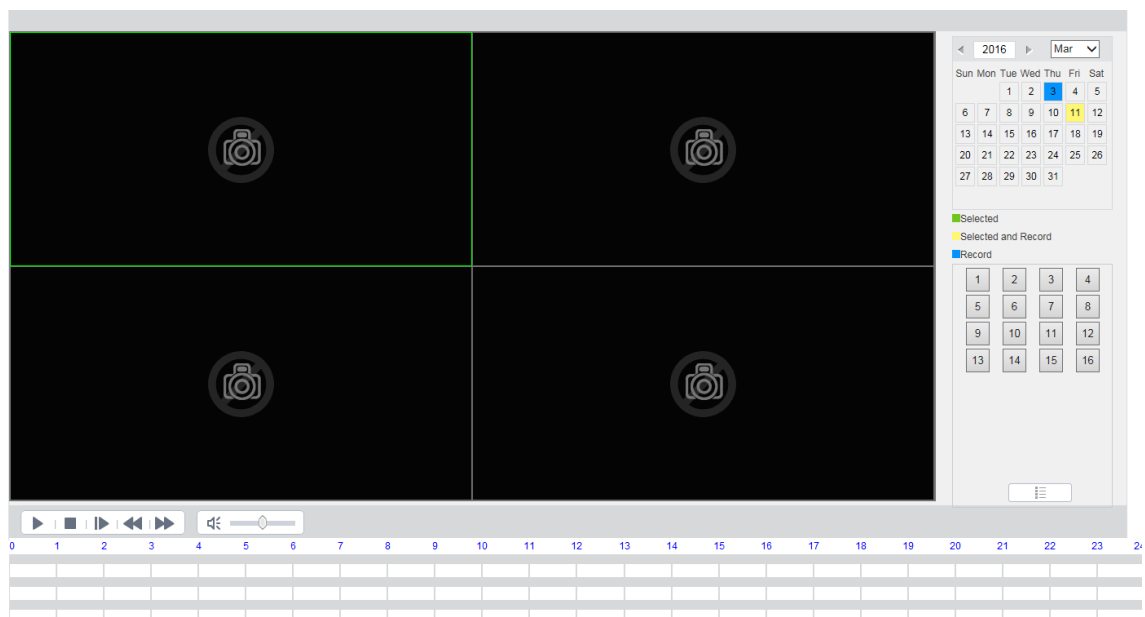 2016 Mar
Sun Mon Tue Wed Thu Fri Sat
1 2 3 4 5
6 7 8 9 10 11 12
13 14 15 16 17 18 19
20 21 22 23 24 25 26
27 28 29 30 31
Selected
Selected and Record
Record
1 2 3 4
5 6 7 8
9 10 11 12
13 14 15 16
0 1 2 3 4 5 6 7 8 9 10 11 12 13 14 15 16 17 18 19 20 21 22 23 24